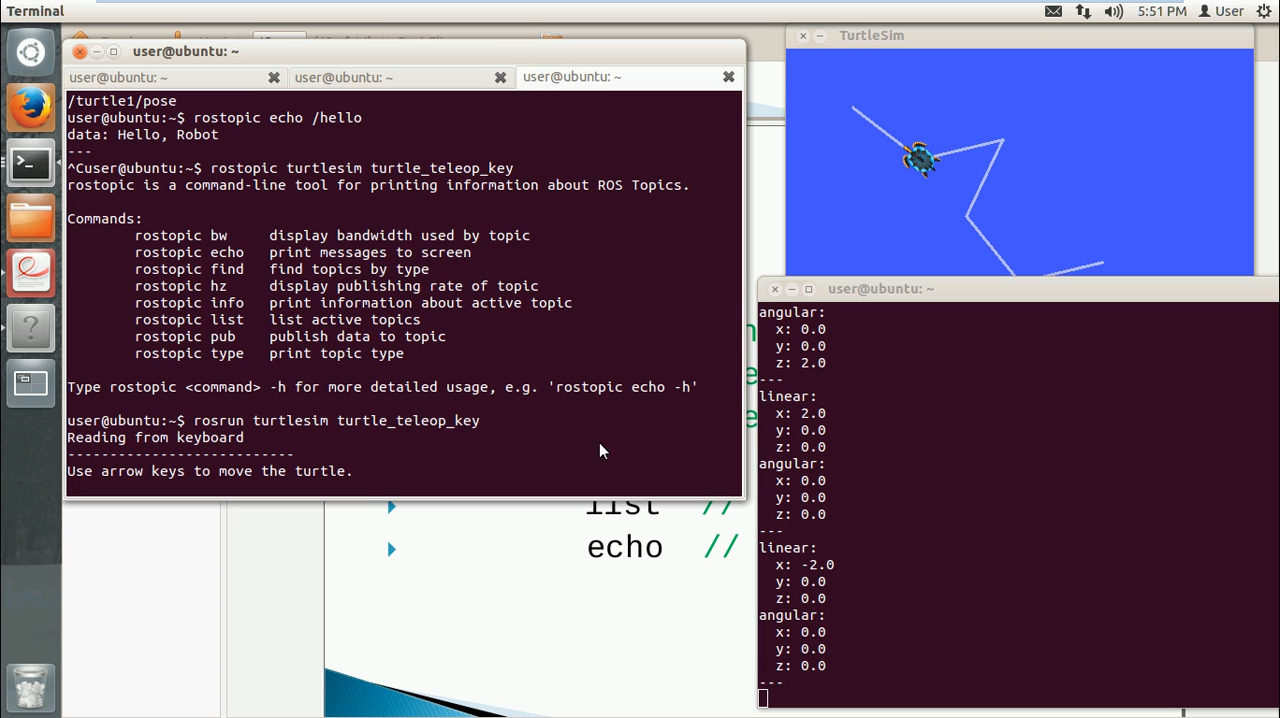 Terminal
5:51 PM
User
user@ubuntu: ~
user@ubuntu: ~
user@ubuntu: ~
user@ubuntu: ~
/turtle1/pose
user@ubuntu:~$ rostopic echo /hello
data: Hello, Robot
---
^Cuser@ubuntu:~$ rostopic turtlesim turtle_teleop_key
rostopic is a command-line tool for printing information about ROS Topics.
Commands:
rostopic bw display bandwidth used by topic
rostopic echo print messages to screen
rostopic find find topics by type
rostopic hz display publishing rate of topic
rostopic info print information about active topic
rostopic list list active topics
rostopic pub publish data to topic
rostopic type print topic type
Type rostopic <command> -h for more detailed usage, e.g. 'rostopic echo -h'
user@ubuntu:~$ rosrun turtlesim turtle_teleop_key
Reading from keyboard
---------------------------
Use arrow keys to move the turtle.
list //
echo //
TurtleSim
user@ubuntu: ~
angular:
x: 0.0
y: 0.0
z: 2.0
---
linear:
x: 2.0
y: 0.0
z: 0.0
angular:
x: 0.0
y: 0.0
z: 0.0
---
linear:
x: -2.0
y: 0.0
z: 0.0
angular:
x: 0.0
y: 0.0
z: 0.0
---